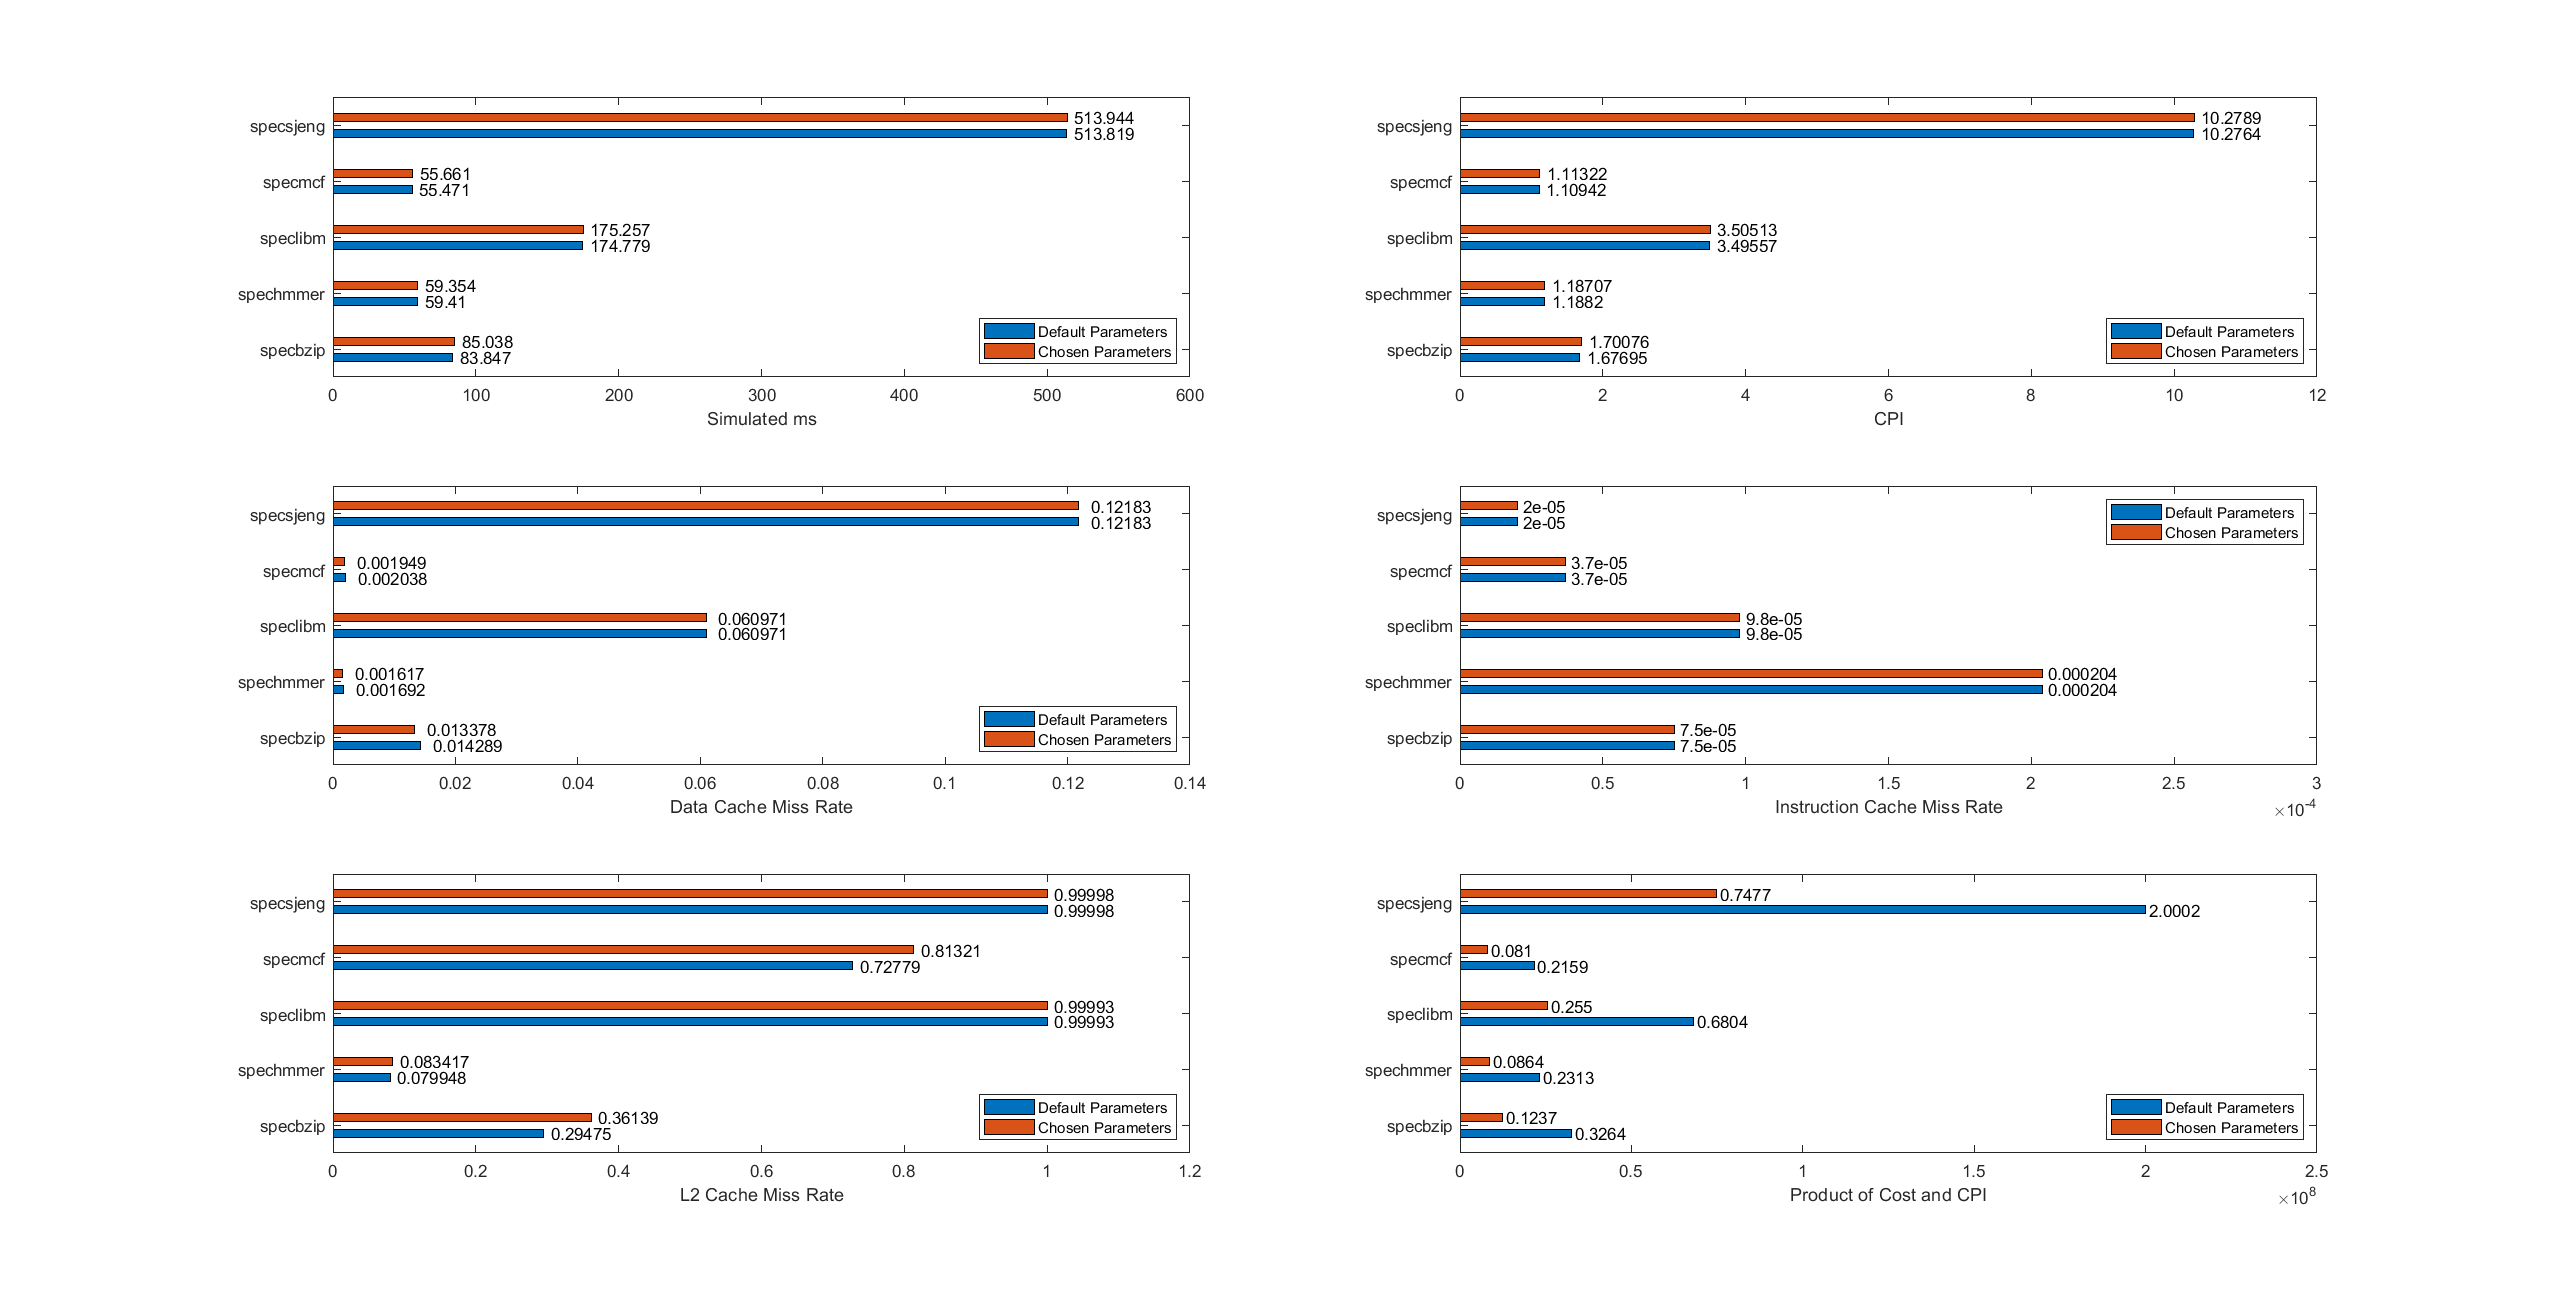 specsjeng
513.944
513.819
specmcf
55.661
55.471
speclibm
175.257
174.779
spechmmer
59.354
59.41
specbzip
85.038
83.847
Default Parameters
Chosen Parameters
0 100 200 300 400 500 600
Simulated ms
specsjeng
10.2789
10.2764
specmcf
1.11322
1.10942
speclibm
3.50513
3.49557
spechmmer
1.18707
1.1882
specbzip
1.70076
1.67695
Default Parameters
Chosen Parameters
0 2 4 6 8 10 12
CPI
specsjeng
0.12183
0.12183
specmcf
0.001949
0.002038
speclibm
0.060971
0.060971
spechmmer
0.001617
0.001692
specbzip
0.013378
0.014289
Default Parameters
Chosen Parameters
0 0.02 0.04 0.06 0.08 0.1 0.12 0.14
Data Cache Miss Rate
specsjeng
2e-05
2e-05
Default Parameters
Chosen Parameters
specmcf
3.7e-05
3.7e-05
speclibm
9.8e-05
9.8e-05
spechmmer
0.000204
0.000204
specbzip
7.5e-05
7.5e-05
0 0.5 1 1.5 2 2.5 3
Instruction Cache Miss Rate
×10⁻⁴
specsjeng
0.99998
0.99998
specmcf
0.81321
0.72779
speclibm
0.99993
0.99993
spechmmer
0.083417
0.079948
specbzip
0.36139
0.29475
Default Parameters
Chosen Parameters
0 0.2 0.4 0.6 0.8 1 1.2
L2 Cache Miss Rate
specsjeng
0.7477
2.0002
specmcf
0.081
0.2159
speclibm
0.255
0.6804
spechmmer
0.0864
0.2313
specbzip
0.1237
0.3264
Default Parameters
Chosen Parameters
0 0.5 1 1.5 2 2.5
Product of Cost and CPI
×10⁸